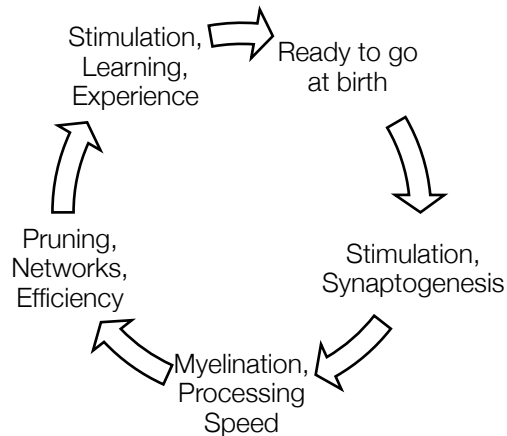 Stimulation,
Learning,
Experience
Ready to go
at birth
Stimulation,
Synaptogenesis
Myelination,
Processing
Speed
Pruning,
Networks,
Efficiency